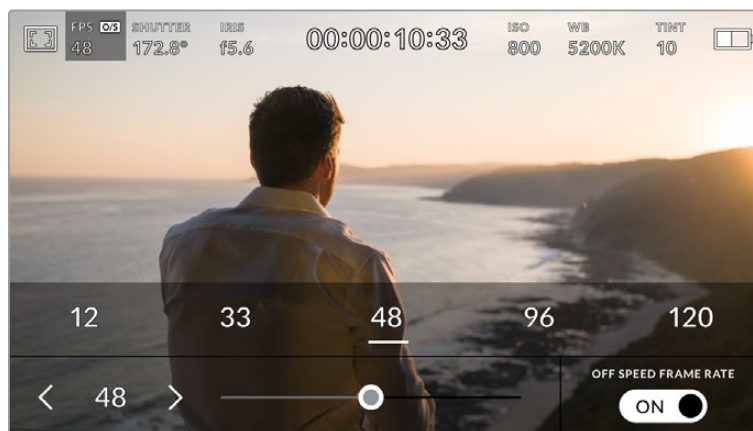 FPS O/S SHUTTER IRIS 00:00:10:33 ISO WB TINT
48 172.8° f5.6 800 5200K 10
12 33 48 96 120
OFF SPEED FRAME RATE
48 ON